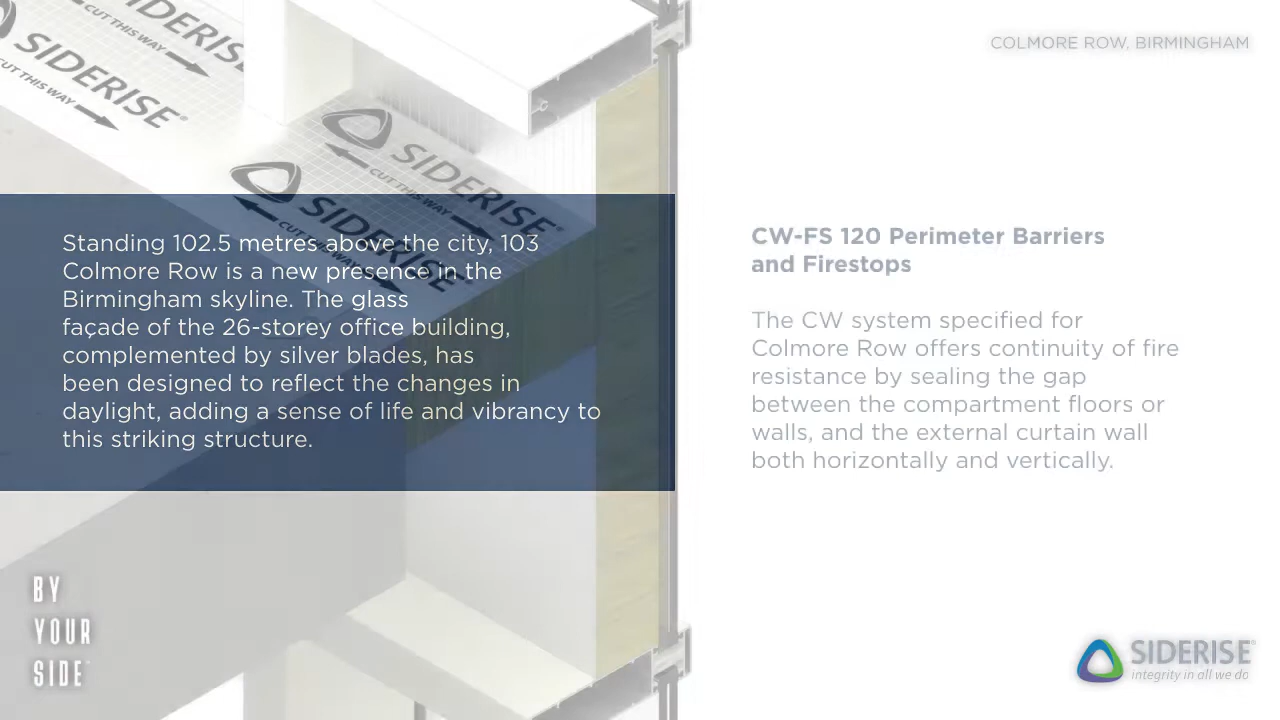 SIDERISE®
CUT THIS WAY
SIDERISE®
CUT THIS WAY
SIDERISE®
CUT THIS WAY
SIDERISE®
CUT THIS WAY
COLMORE ROW, BIRMINGHAM
Standing 102.5 metres above the city, 103
Colmore Row is a new presence in the
Birmingham skyline. The glass
façade of the 26-storey office building,
complemented by silver blades, has
been designed to reflect the changes in
daylight, adding a sense of life and vibrancy to
this striking structure.
CW-FS 120 Perimeter Barriers
and Firestops
The CW system specified for
Colmore Row offers continuity of fire
resistance by sealing the gap
between the compartment floors or
walls, and the external curtain wall
both horizontally and vertically.
BY
YOUR
SIDE
SIDERISE®
integrity in all we do